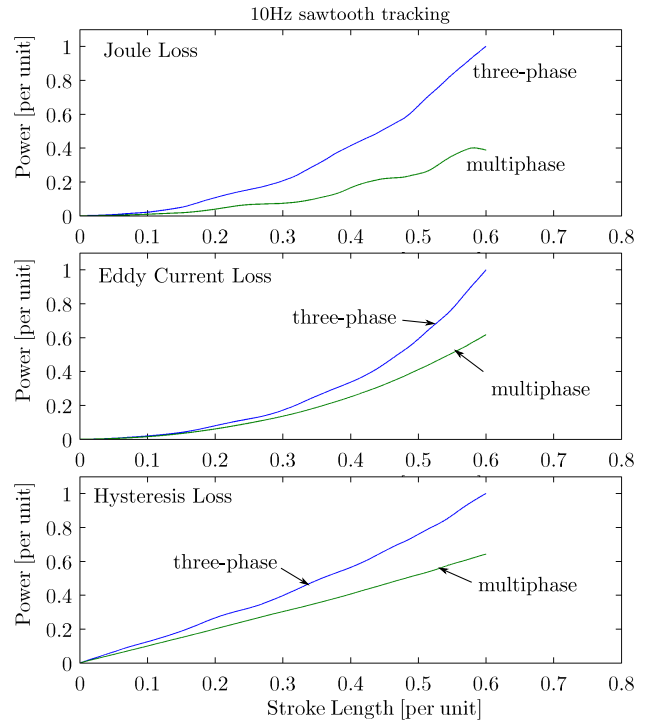 10Hz sawtooth tracking
Joule Loss
three-phase
multiphase
Power [per unit]
1
0.8
0.6
0.4
0.2
0
0 0.1 0.2 0.3 0.4 0.5 0.6 0.7 0.8
Eddy Current Loss
three-phase
multiphase
Power [per unit]
1
0.8
0.6
0.4
0.2
0
0 0.1 0.2 0.3 0.4 0.5 0.6 0.7 0.8
Hysteresis Loss
three-phase
multiphase
Power [per unit]
1
0.8
0.6
0.4
0.2
0
0 0.1 0.2 0.3 0.4 0.5 0.6 0.7 0.8
Stroke Length [per unit]